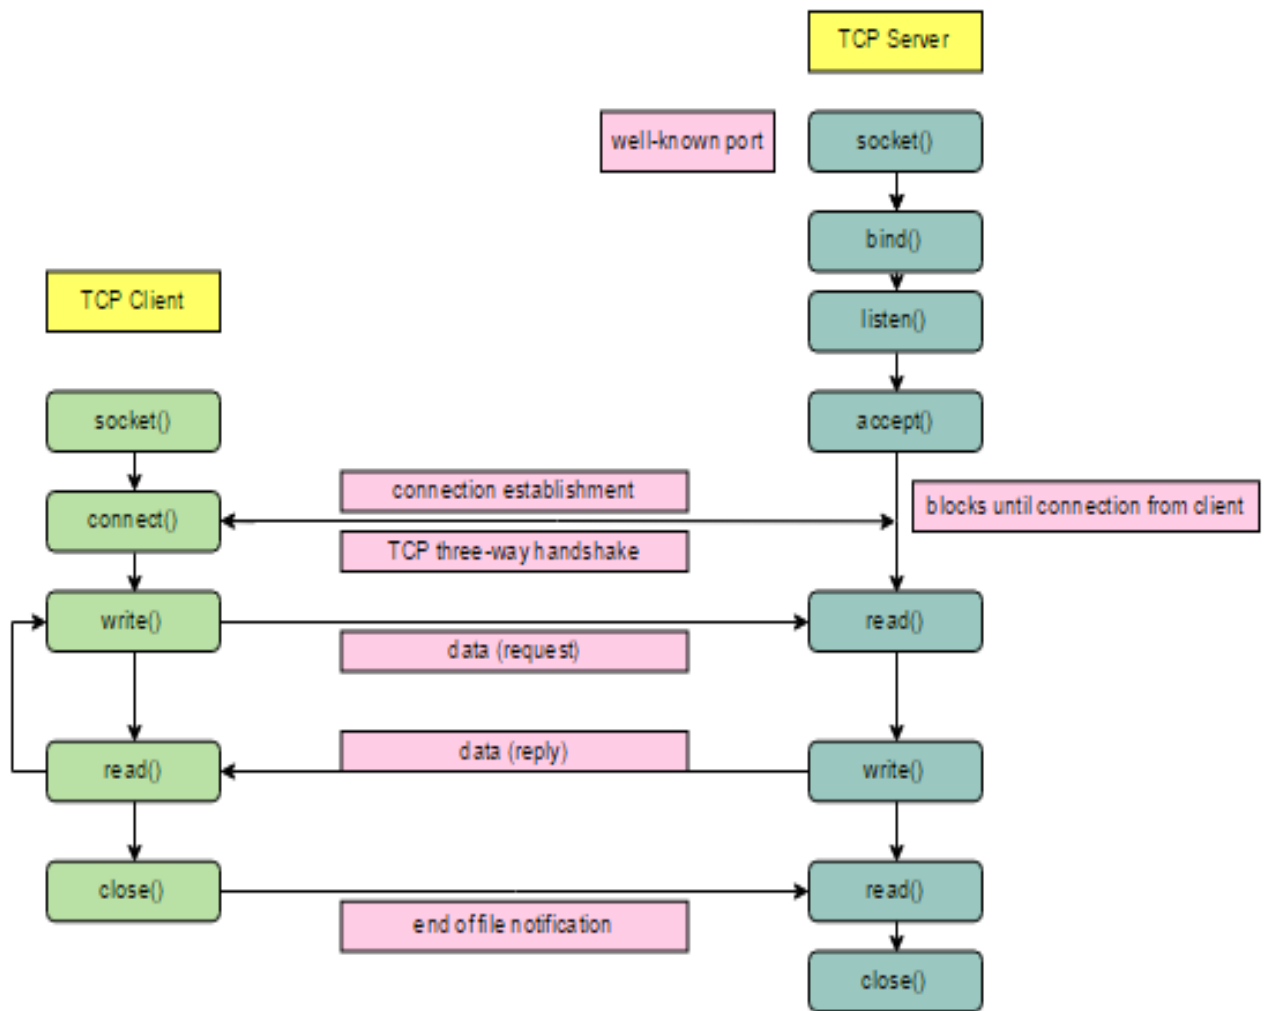 TCP Server
well-known port
socket()
bind()
TCP Client
listen()
socket()
accept()
connection establishment
connect()
blocks until connection from client
TCP three-way handshake
write()
read()
data (request)
data (reply)
read()
write()
close()
read()
end of file notification
close()